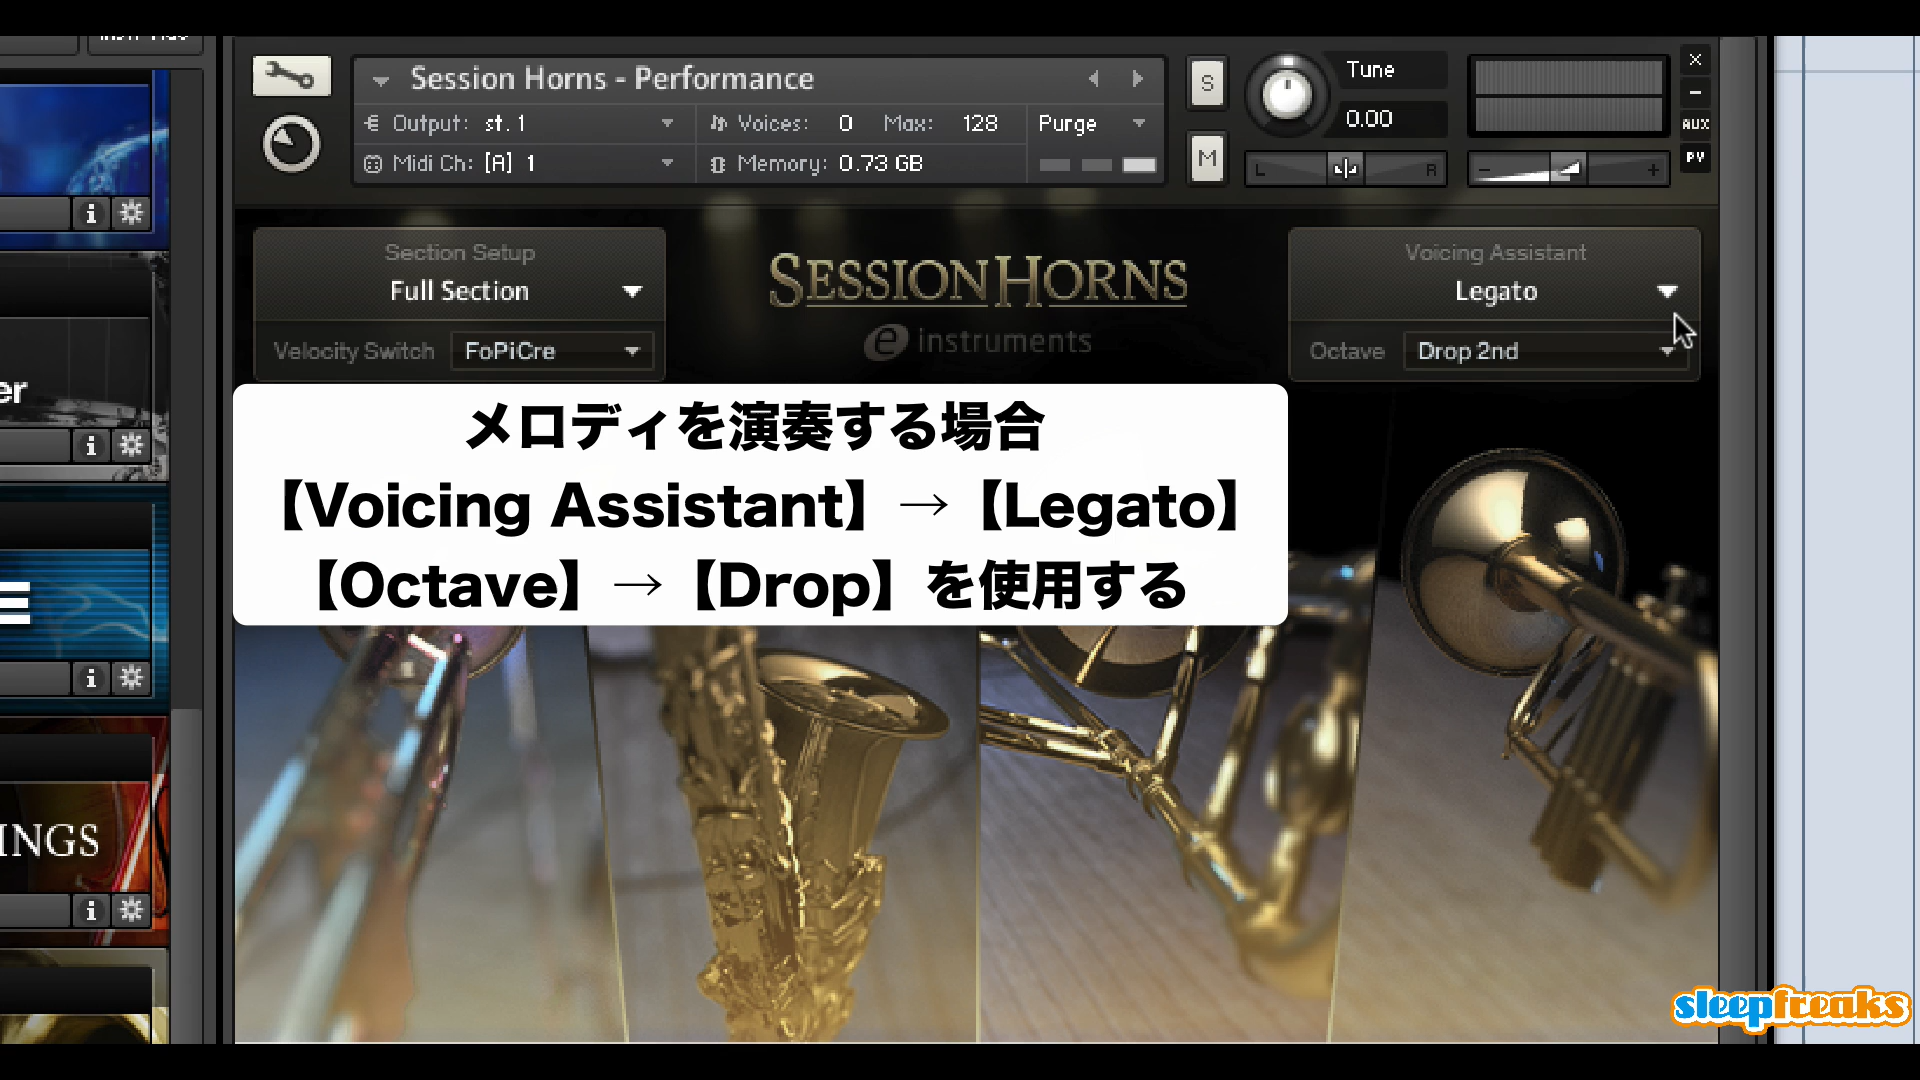 Session Horns - Performance
S
Tune
0.00
Output: st. 1
Voices: 0 Max: 128
Purge
Midi Ch: [A] 1
Memory: 0.73 GB
M
L
R
AUX
PV
Section Setup
Full Section
Velocity Switch FoPiCre
SESSION HORNS
e instruments
Voicing Assistant
Legato
Octave Drop 2nd
メロディを演奏する場合
【Voicing Assistant】→【Legato】
【Octave】→【Drop】を使用する
er
INGS
sleepfreaks